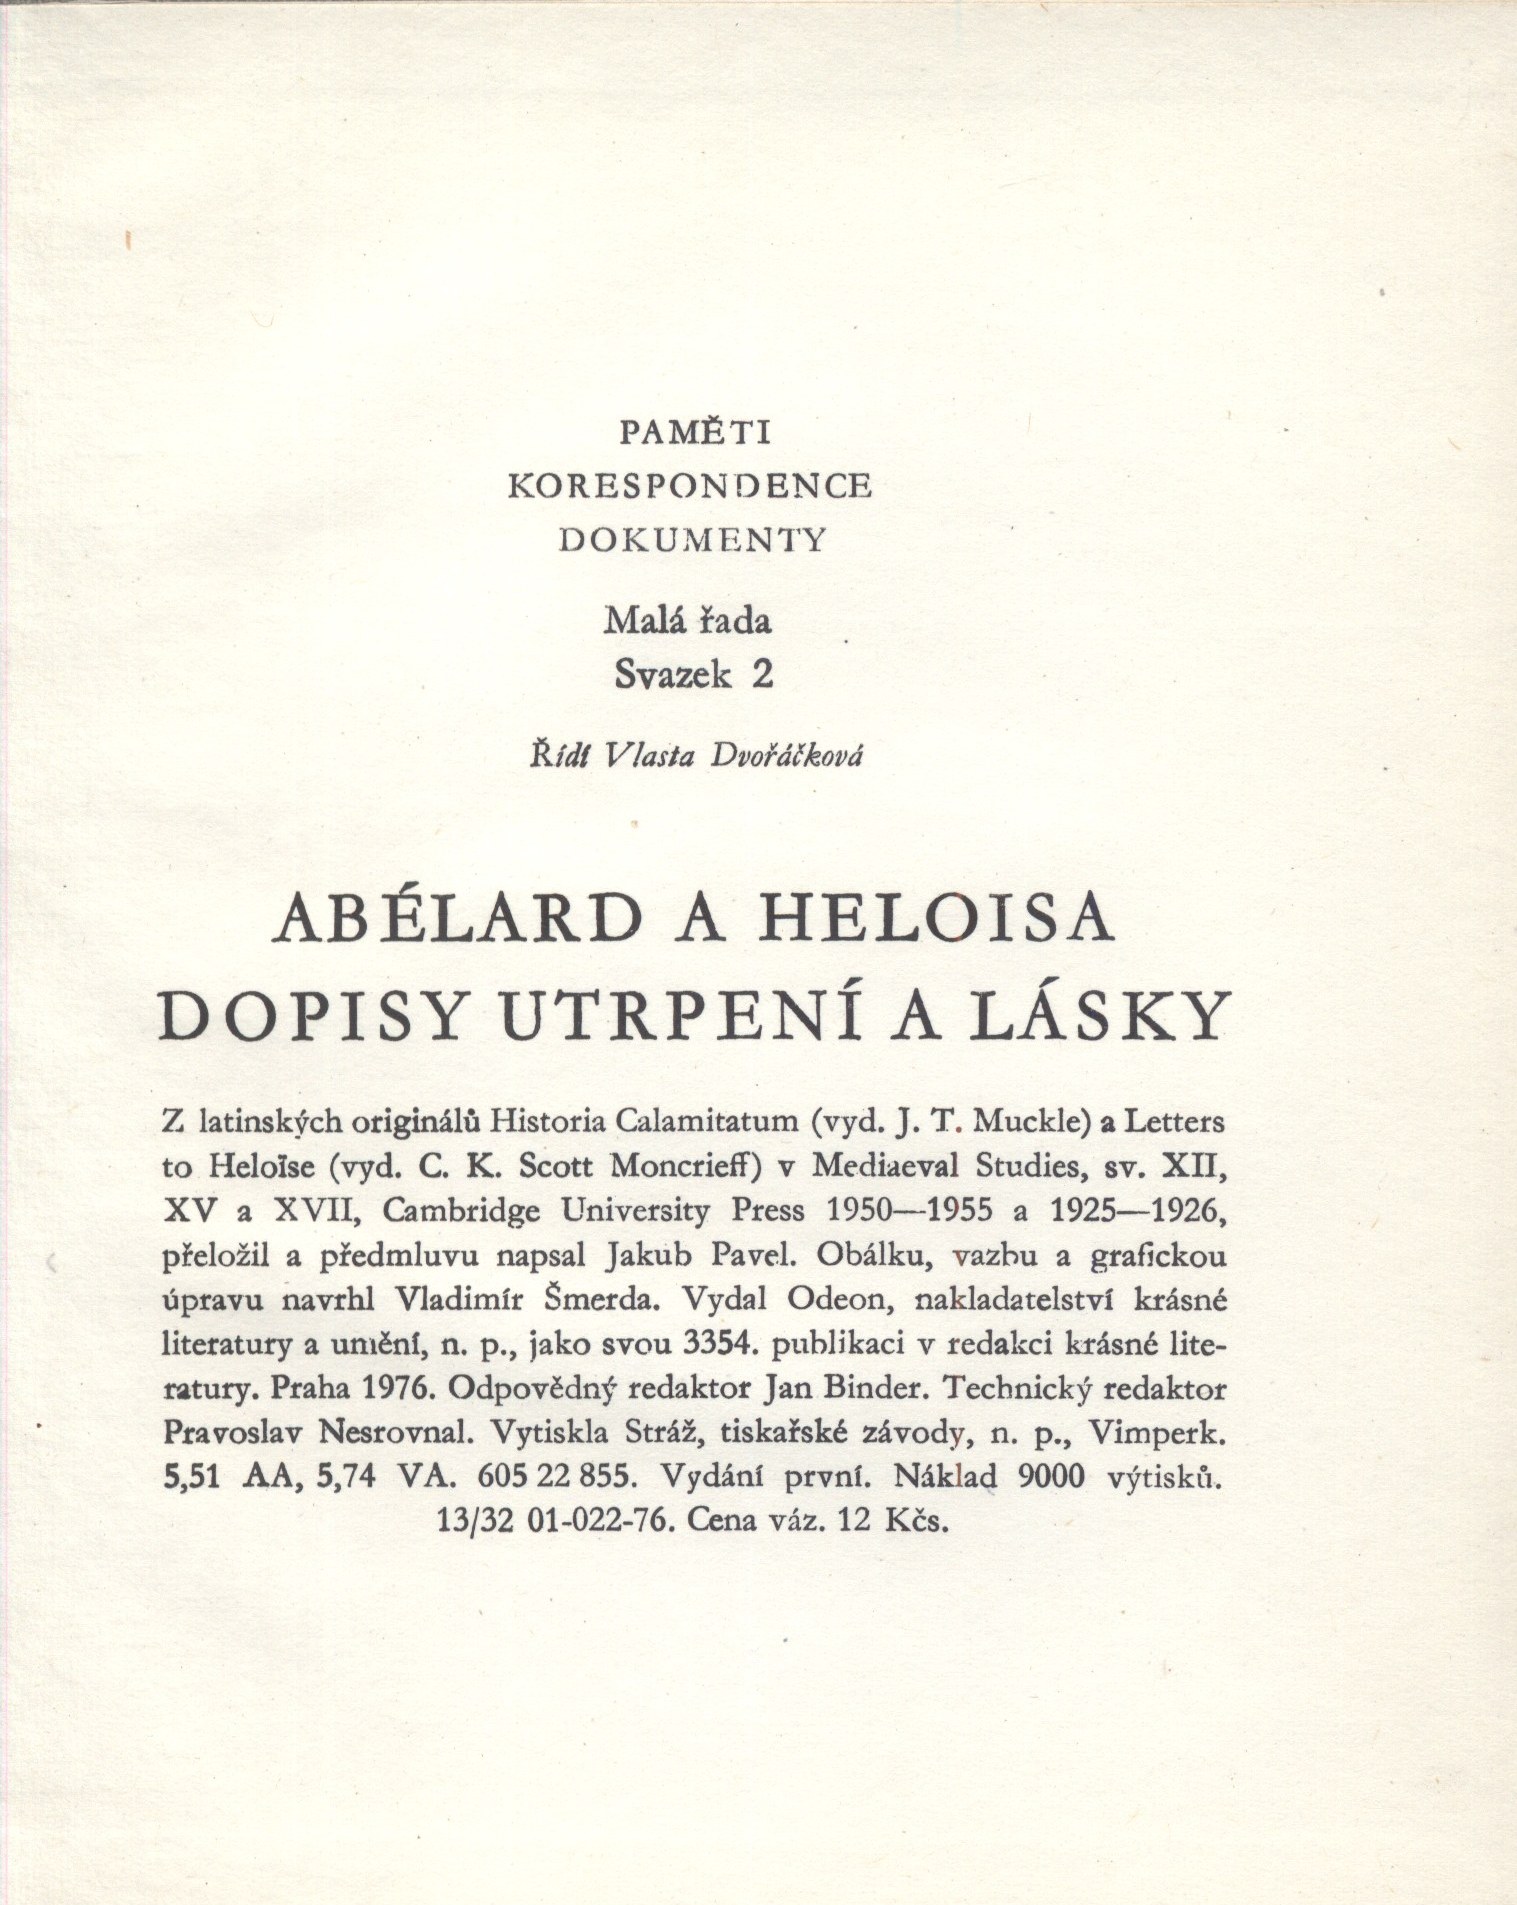 PAMĚTI
KORESPONDENCE
DOKUMENTY
Malá řada
Svazek 2
Řídí Vlasta Dvořáčková
ABÉLARD A HELOISA
DOPISY UTRPENÍ A LÁSKY
Z latinských originálů Historia Calamitatum (vyd. J. T. Muckle) a Letters
to Heloïse (vyd. C. K. Scott Moncrieff) v Mediaeval Studies, sv. XII,
XV a XVII, Cambridge University Press 1950—1955 a 1925—1926,
přeložil a předmluvu napsal Jakub Pavel. Obálku, vazbu a grafickou
úpravu navrhl Vladimír Šmerda. Vydal Odeon, nakladatelství krásné
literatury a umění, n. p., jako svou 3354. publikaci v redakci krásné lite-
ratury. Praha 1976. Odpovědný redaktor Jan Binder. Technický redaktor
Pravoslav Nesrovnal. Vytiskla Stráž, tiskařské závody, n. p., Vimperk.
5,51 AA, 5,74 VA. 605 22 855. Vydání první. Náklad 9000 výtisků.
13/32 01-022-76. Cena váz. 12 Kčs.